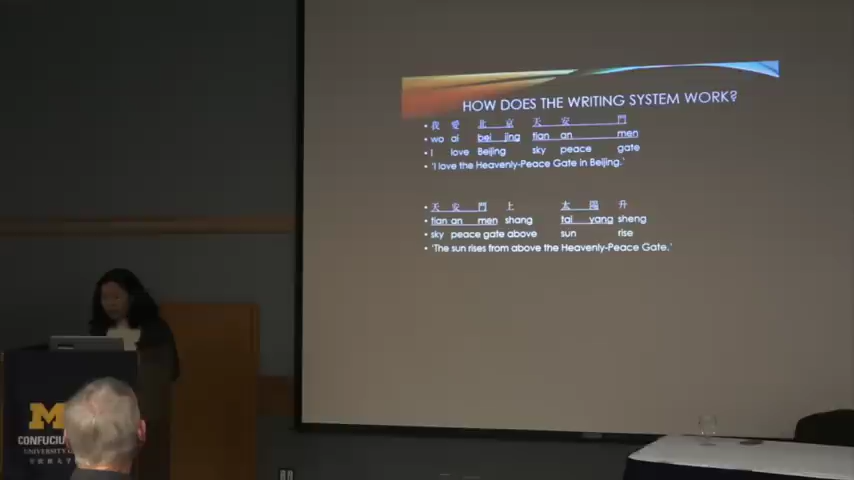 HOW DOES THE WRITING SYSTEM WORK?
• 我 愛 北 京 天 安 門
• wo ai bei jing tian an men
• I love Beijing sky peace gate
• 'I love the Heavenly-Peace Gate in Beijing.'
• 天 安 門 上 太 陽 升
• tian an men shang tai yang sheng
• sky peace gate above sun rise
• 'The sun rises from above the Heavenly-Peace Gate.'
M
CONFUCIU
UNIVERSITY